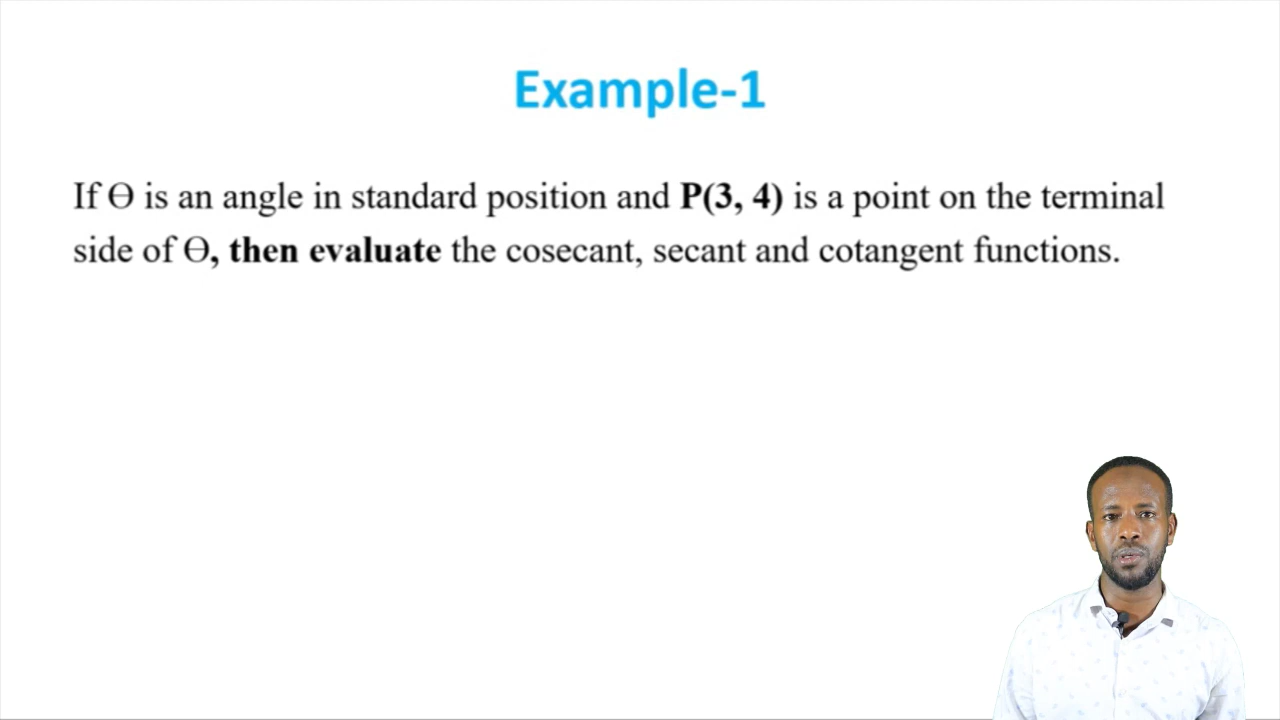 Example-1
If Ɵ is an angle in standard position and P(3, 4) is a point on the terminal
side of Ɵ, then evaluate the cosecant, secant and cotangent functions.